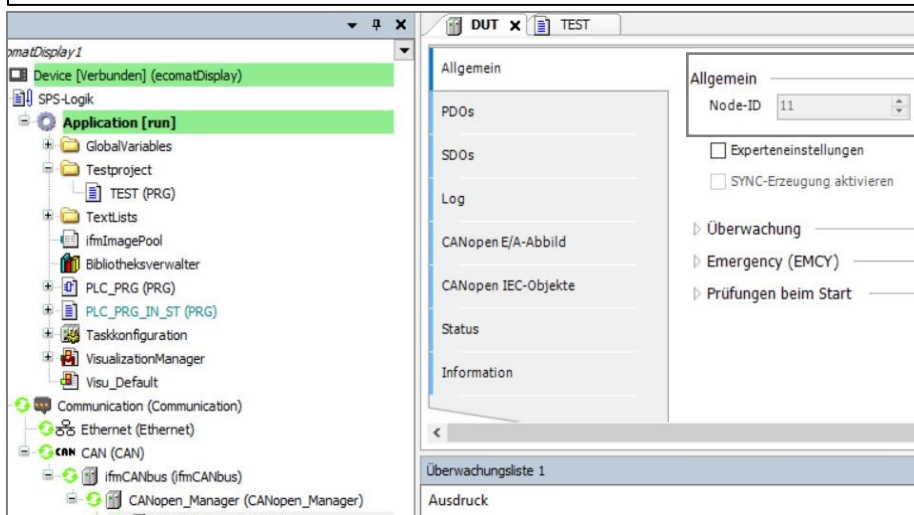 DUT
TEST
omatDisplay1
Device [Verbunden] (ecomatDisplay)
SPS-Logik
Application [run]
GlobalVariables
Testproject
TEST (PRG)
TextLists
ifmImagePool
Bibliotheksverwalter
PLC_PRG (PRG)
PLC_PRG_IN_ST (PRG)
Taskkonfiguration
VisualizationManager
Visu_Default
Communication (Communication)
Ethernet (Ethernet)
CAN CAN (CAN)
ifmCANbus (ifmCANbus)
CANopen_Manager (CANopen_Manager)
Allgemein
PDOs
SDOs
Log
CANopen E/A-Abbild
CANopen IEC-Objekte
Status
Information
Allgemein
Node-ID 11
Experteneinstellungen
SYNC-Erzeugung aktivieren
Überwachung
Emergency (EMCY)
Prüfungen beim Start
Überwachungsliste 1
Ausdruck